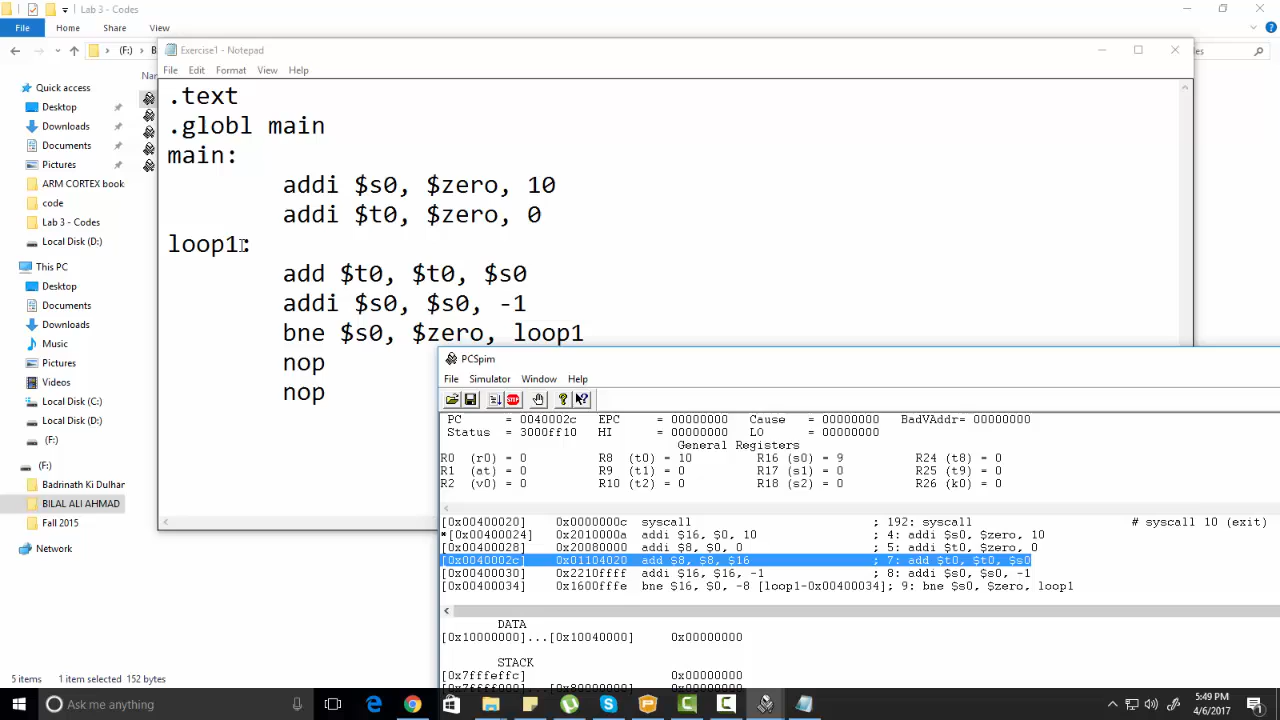 Lab 3 - Codes
File Home Share View
(F:) B
Exercise1 - Notepad
File Edit Format View Help
.text
.globl main
main:
addi $s0, $zero, 10
addi $t0, $zero, 0
loop1:
add $t0, $t0, $s0
addi $s0, $s0, -1
bne $s0, $zero, loop1
nop
nop
Quick access
Desktop
Downloads
Documents
Pictures
ARM CORTEX book
code
Lab 3 - Codes
Local Disk (D:)
This PC
Desktop
Documents
Downloads
Music
Pictures
Videos
Local Disk (C:)
Local Disk (D:)
(F:)
(F:)
Badrinath Ki Dulhar
BILAL ALI AHMAD
Fall 2015
Network
5 items 1 item selected 152 bytes
PCSpim
File Simulator Window Help
PC = 0040002c EPC = 00000000 Cause = 00000000 BadVAddr= 00000000
Status = 3000ff10 HI = 00000000 LO = 00000000
General Registers
R0 (r0) = 0 R8 (t0) = 10 R16 (s0) = 9 R24 (t8) = 0
R1 (at) = 0 R9 (t1) = 0 R17 (s1) = 0 R25 (t9) = 0
R2 (v0) = 0 R10 (t2) = 0 R18 (s2) = 0 R26 (k0) = 0
[0x00400020] 0x0000000c syscall ; 192: syscall # syscall 10 (exit)
*[0x00400024] 0x2010000a addi $16, $0, 10 ; 4: addi $s0, $zero, 10
[0x00400028] 0x20080000 addi $8, $0, 0 ; 5: addi $t0, $zero, 0
[0x0040002c] 0x01104020 add $8, $8, $16 ; 7: add $t0, $t0, $s0
[0x00400030] 0x2210ffff addi $16, $16, -1 ; 8: addi $s0, $s0, -1
[0x00400034] 0x1600fffe bne $16, $0, -8 [loop1-0x00400034]; 9: bne $s0, $zero, loop1
DATA
[0x10000000]...[0x10040000] 0x00000000
STACK
[0x7fffeffc] 0x00000000
Ask me anything
5:49 PM
4/6/2017